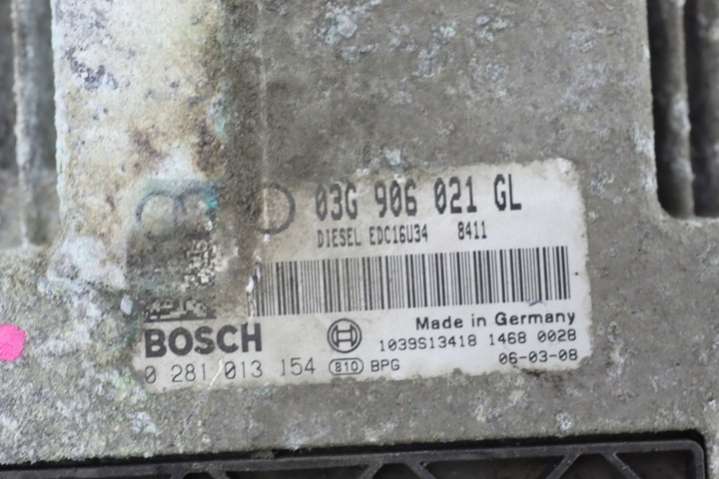 03G 906 021 GL
DIESEL EDC16U34 8411
BOSCH
Made in Germany
1039S13418 1468 0028
0 281 013 154 810 BPG
06-03-08